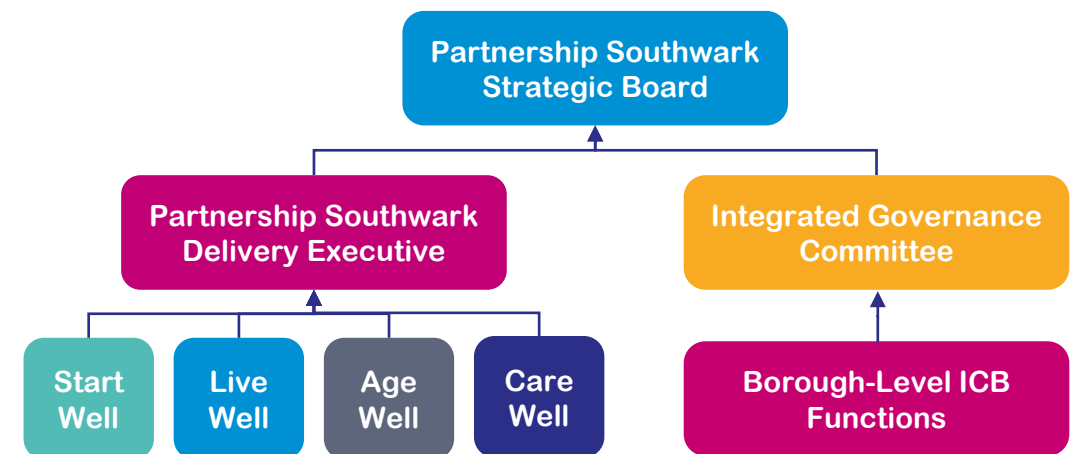 Partnership Southwark
Strategic Board
Partnership Southwark
Delivery Executive
Integrated Governance
Committee
Start
Well
Live
Well
Age
Well
Care
Well
Borough-Level ICB
Functions